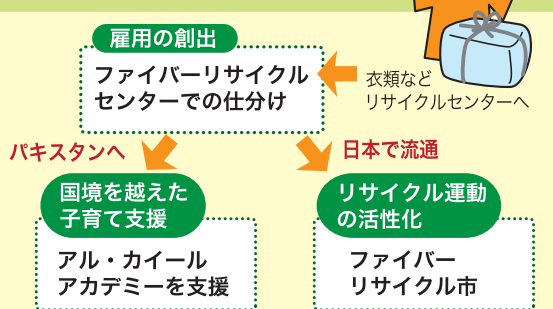 雇用の創出
ファイバーリサイクル
センターでの仕分け
衣類など
リサイクルセンターへ
パキスタンへ
日本で流通
国境を越えた
子育て支援
リサイクル運動
の活性化
アル・カイール
アカデミーを支援
ファイバー
リサイクル市